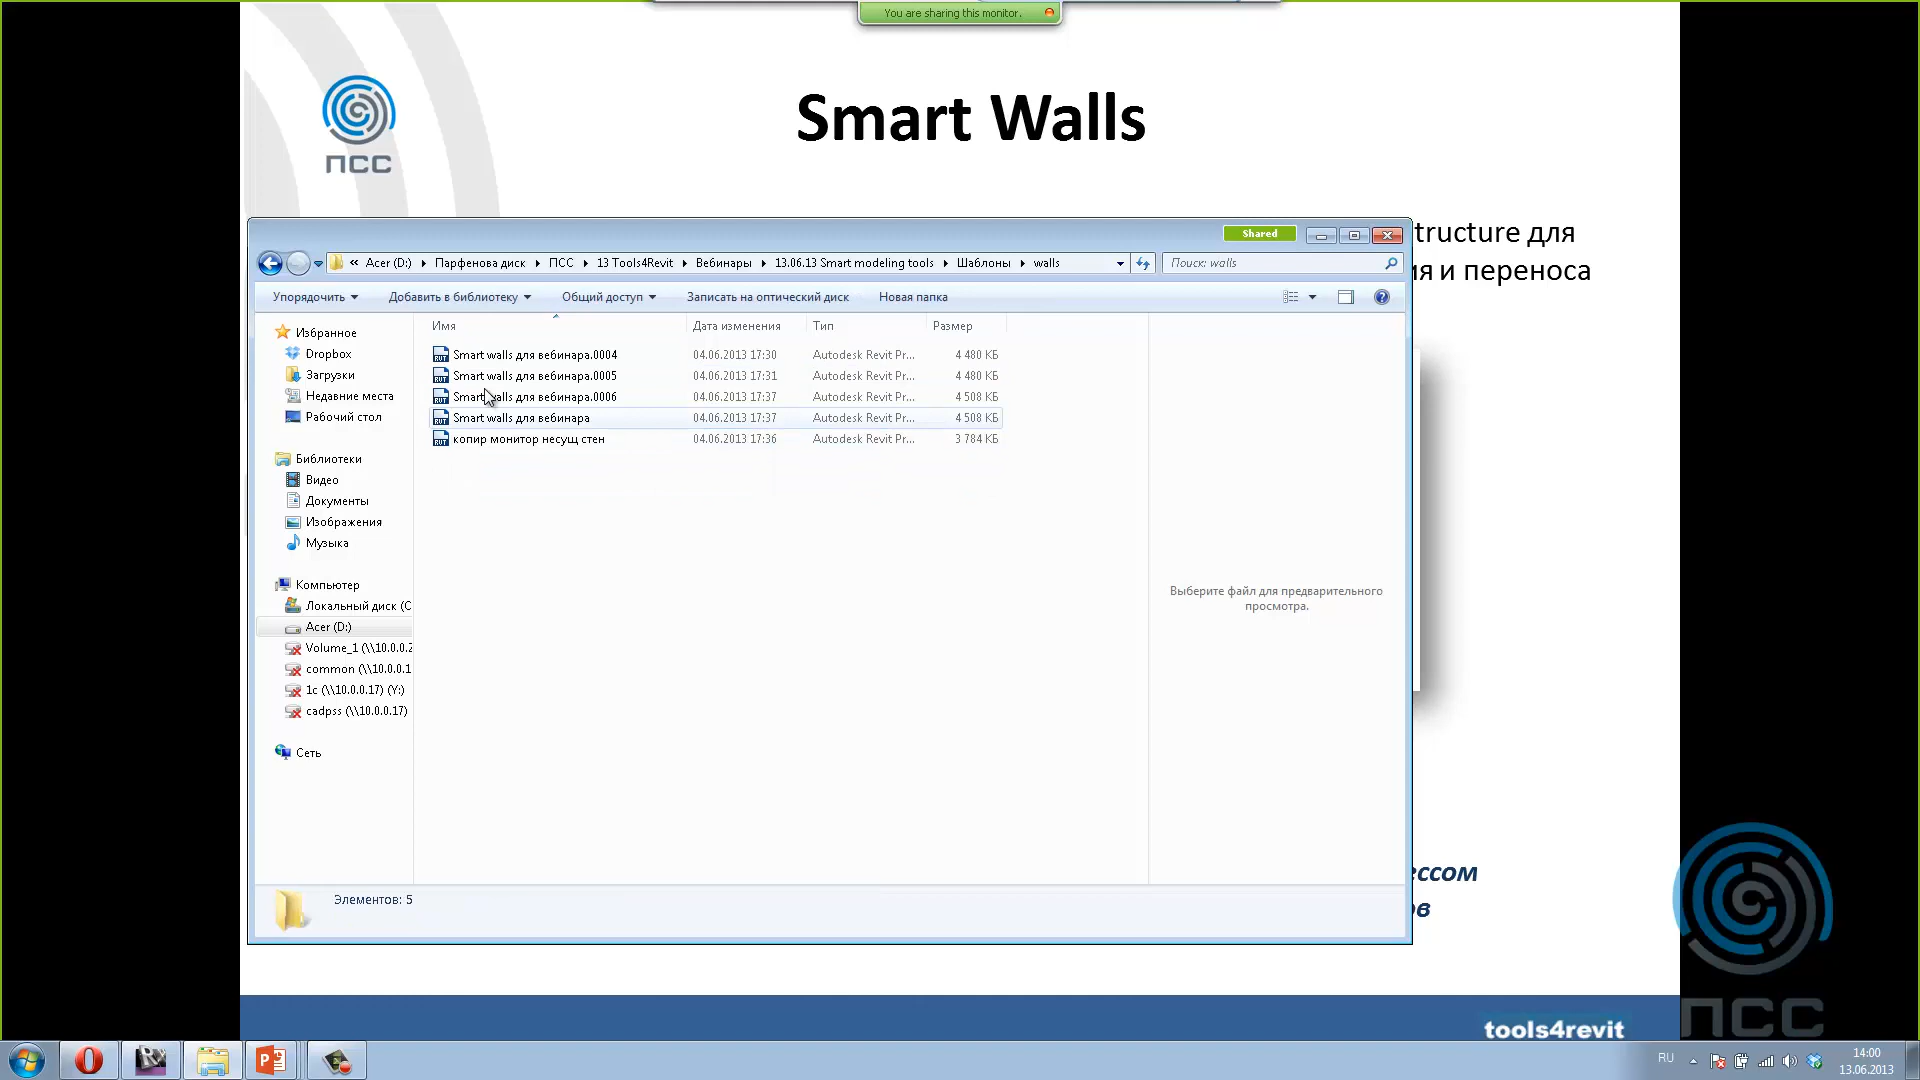 You are sharing this monitor.
ПСС
Smart Walls
tructure для
ия и переноса
Shared
« Acer (D:) Парфенова диск ПСС 13 Tools4Revit Вебинары 13.06.13 Smart modeling tools Шаблоны walls
Поиск: walls
Упорядочить Добавить в библиотеку Общий доступ Записать на оптический диск Новая папка
Имя Дата изменения Тип Размер
Smart walls для вебинара.0004 04.06.2013 17:30 Autodesk Revit Pr... 4 480 КБ
Smart walls для вебинара.0005 04.06.2013 17:31 Autodesk Revit Pr... 4 480 КБ
Smart walls для вебинара.0006 04.06.2013 17:37 Autodesk Revit Pr... 4 508 КБ
Smart walls для вебинара 04.06.2013 17:37 Autodesk Revit Pr... 4 508 КБ
копир монитор несущ стен 04.06.2013 17:36 Autodesk Revit Pr... 3 784 КБ
Избранное
Dropbox
Загрузки
Недавние места
Рабочий стол
Библиотеки
Видео
Документы
Изображения
Музыка
Компьютер
Локальный диск (C
Acer (D:)
Volume_1 (\\10.0.0.2
common (\\10.0.0.1
1c (\\10.0.0.17) (Y:)
cadpss (\\10.0.0.17)
Сеть
Выберите файл для предварительного
просмотра.
Элементов: 5
ессом
ов
tools4revit
ПСС
RU
14:00
13.06.2013